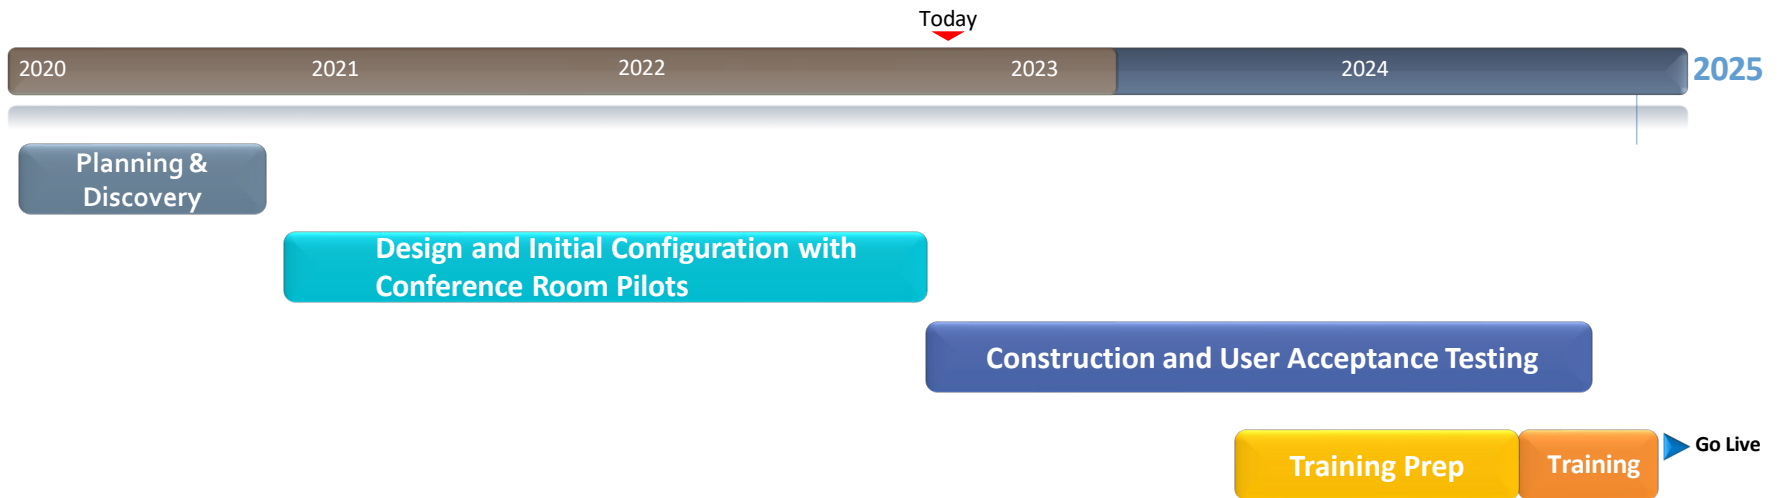 Today
2020 2021 2022 2023 2024 2025
Planning &
Discovery
Design and Initial Configuration with
Conference Room Pilots
Construction and User Acceptance Testing
Training Prep
Training
Go Live